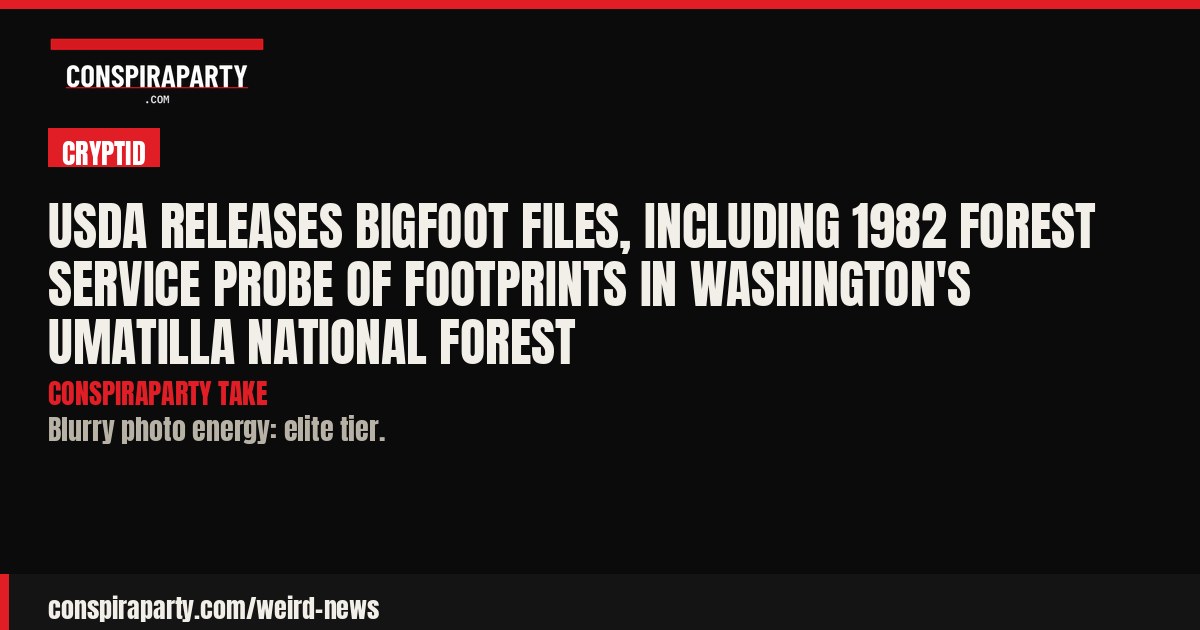 CONSPIRAPARTY
.COM
CRYPTID
USDA RELEASES BIGFOOT FILES, INCLUDING 1982 FOREST
SERVICE PROBE OF FOOTPRINTS IN WASHINGTON'S
UMATILLA NATIONAL FOREST
CONSPIRAPARTY TAKE
Blurry photo energy: elite tier.
conspiraparty.com/weird-news